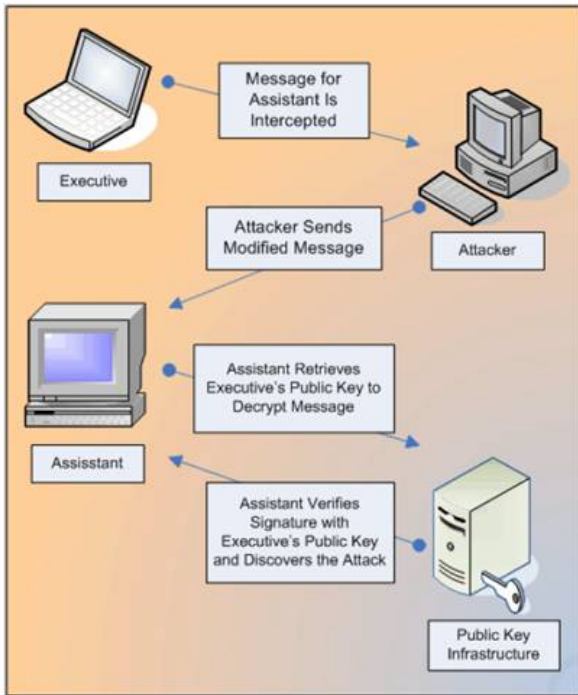 Message for
Assistant Is
Intercepted
Executive
Attacker Sends
Modified Message
Attacker
Assistant Retrieves
Executive's Public Key to
Decrypt Message
Assisstant
Assistant Verifies
Signature with
Executive's Public Key
and Discovers the Attack
Public Key
Infrastructure